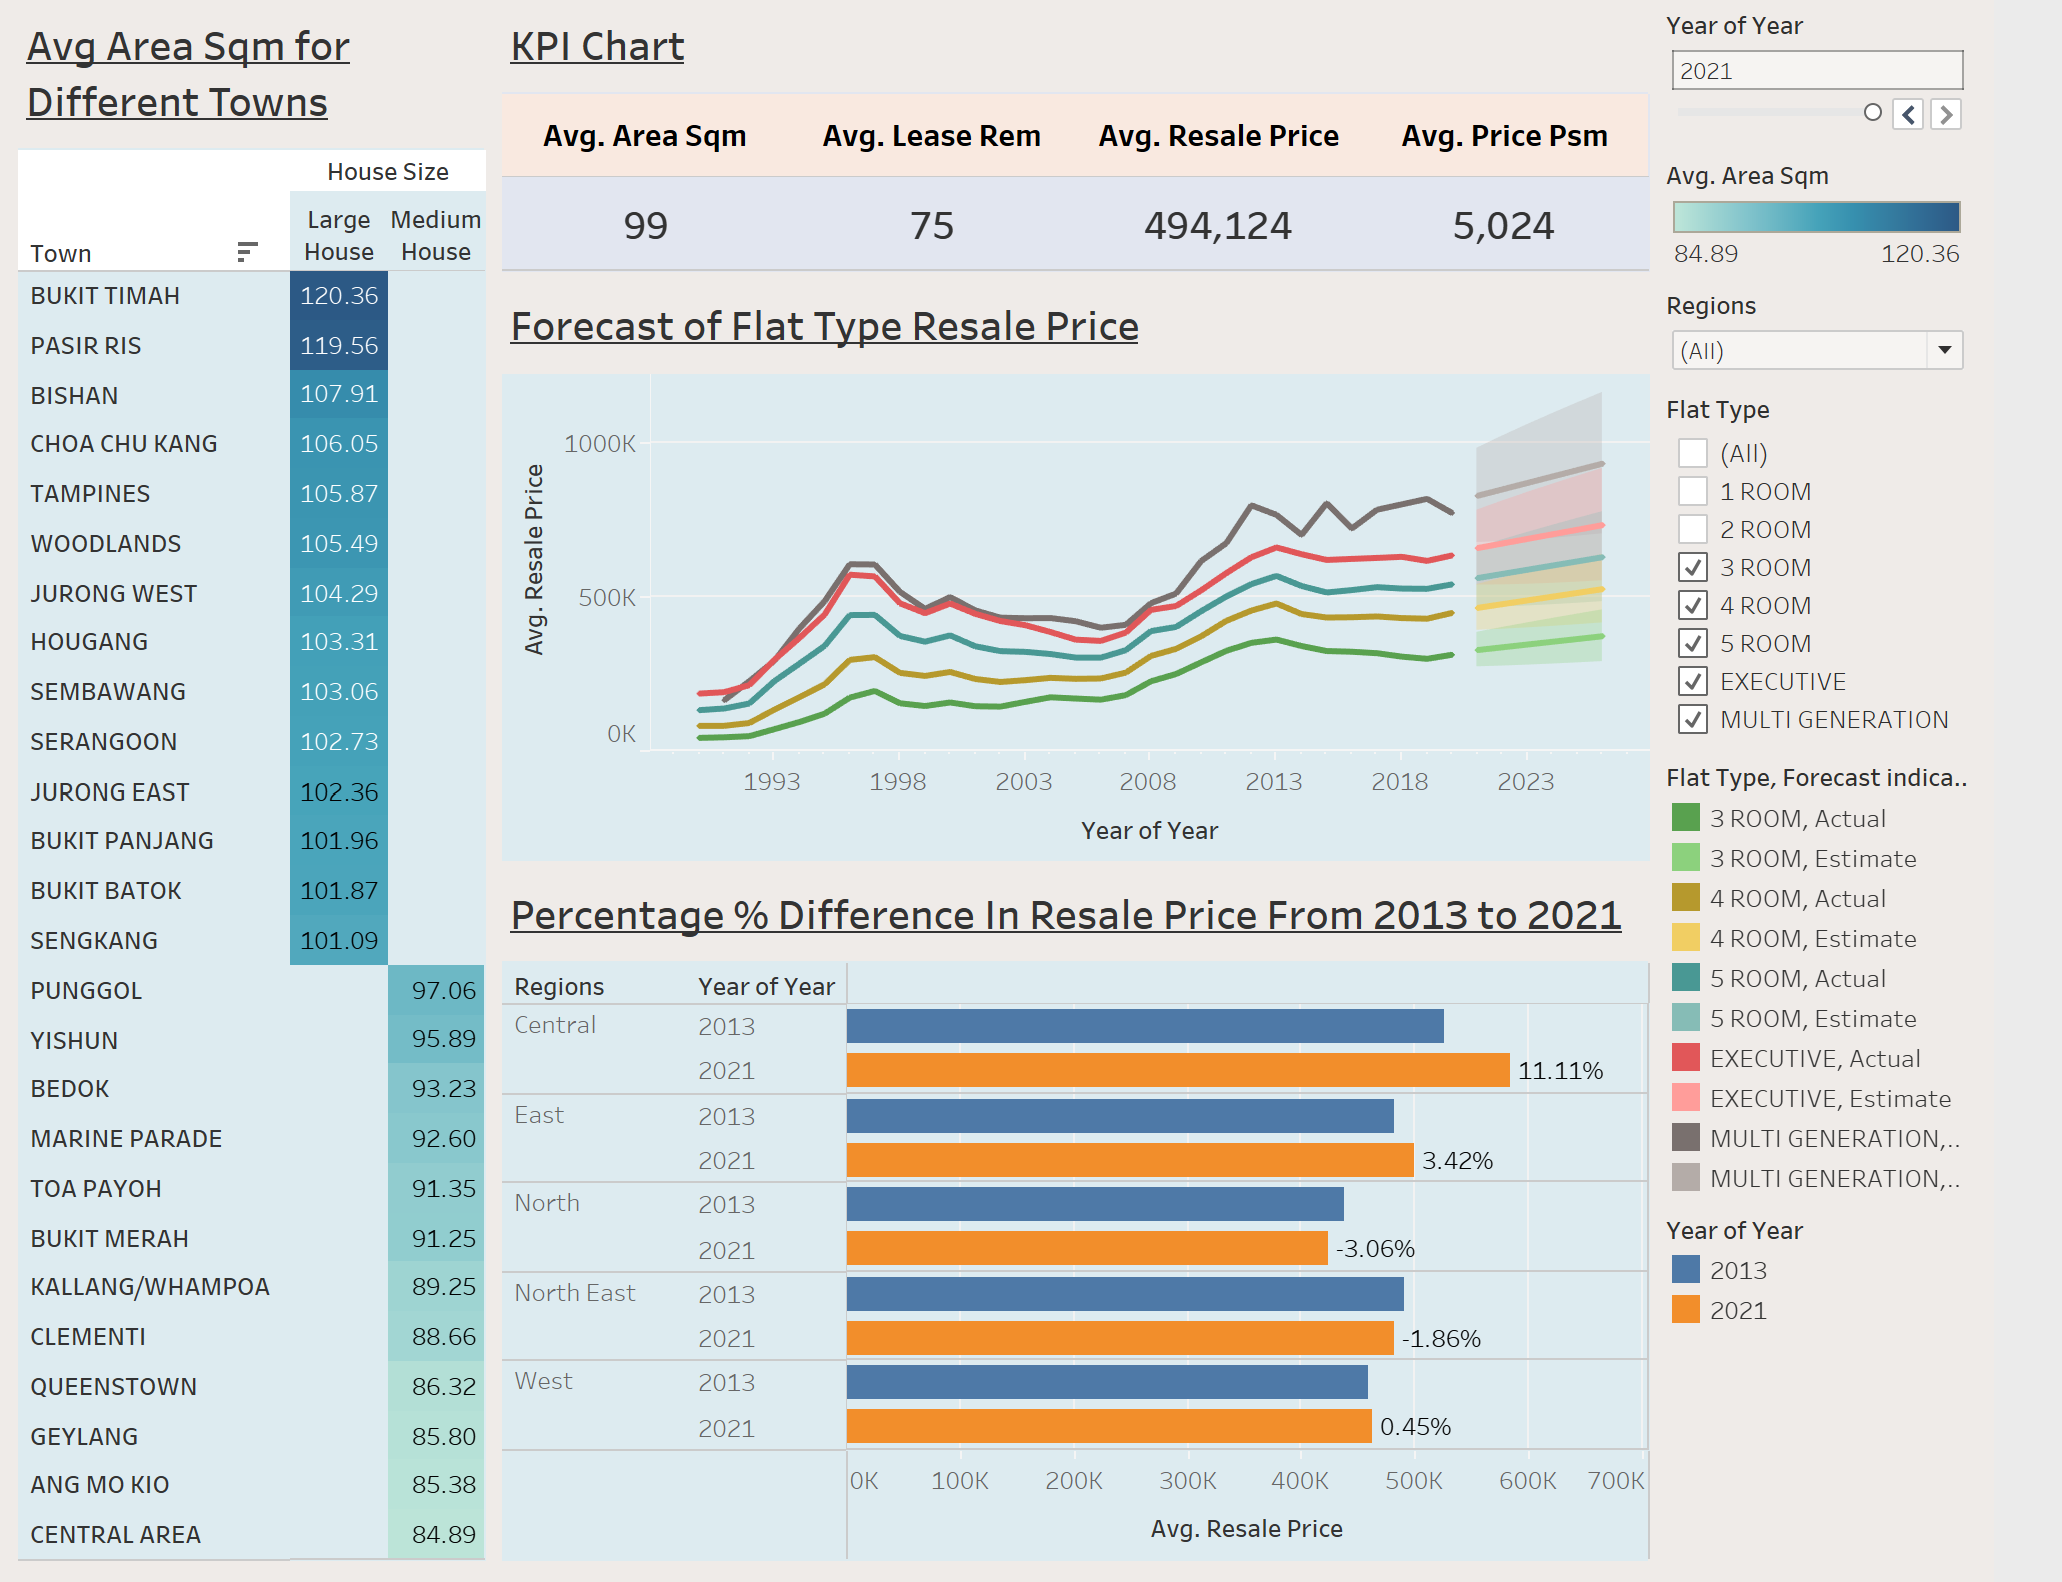 Avg Area Sqm for
Different Towns
House Size
Large
House
Medium
House
Town
BUKIT TIMAH 120.36
PASIR RIS 119.56
BISHAN 107.91
CHOA CHU KANG 106.05
TAMPINES 105.87
WOODLANDS 105.49
JURONG WEST 104.29
HOUGANG 103.31
SEMBAWANG 103.06
SERANGOON 102.73
JURONG EAST 102.36
BUKIT PANJANG 101.96
BUKIT BATOK 101.87
SENGKANG 101.09
PUNGGOL 97.06
YISHUN 95.89
BEDOK 93.23
MARINE PARADE 92.60
TOA PAYOH 91.35
BUKIT MERAH 91.25
KALLANG/WHAMPOA 89.25
CLEMENTI 88.66
QUEENSTOWN 86.32
GEYLANG 85.80
ANG MO KIO 85.38
CENTRAL AREA 84.89
KPI Chart
Avg. Area Sqm Avg. Lease Rem Avg. Resale Price Avg. Price Psm
99 75 494,124 5,024
Forecast of Flat Type Resale Price
Avg. Resale Price
1000K
500K
0K
1993 1998 2003 2008 2013 2018 2023
Year of Year
Percentage % Difference In Resale Price From 2013 to 2021
Regions Year of Year
Central 2013
2021 11.11%
East 2013
2021 3.42%
North 2013
2021 -3.06%
North East 2013
2021 -1.86%
West 2013
2021 0.45%
0K 100K 200K 300K 400K 500K 600K 700K
Avg. Resale Price
Year of Year
2021
Avg. Area Sqm
84.89 120.36
Regions
(All)
Flat Type
(All)
1 ROOM
2 ROOM
3 ROOM
4 ROOM
5 ROOM
EXECUTIVE
MULTI GENERATION
Flat Type, Forecast indica..
3 ROOM, Actual
3 ROOM, Estimate
4 ROOM, Actual
4 ROOM, Estimate
5 ROOM, Actual
5 ROOM, Estimate
EXECUTIVE, Actual
EXECUTIVE, Estimate
MULTI GENERATION,..
MULTI GENERATION,..
Year of Year
2013
2021